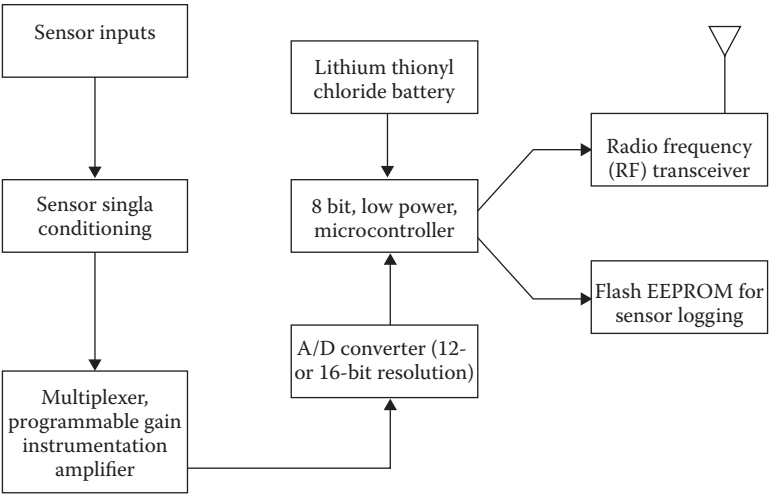 Sensor inputs
Sensor singla
conditioning
Multiplexer,
programmable gain
instrumentation
amplifier
Lithium thionyl
chloride battery
8 bit, low power,
microcontroller
A/D converter (12-
or 16-bit resolution)
Radio frequency
(RF) transceiver
Flash EEPROM for
sensor logging